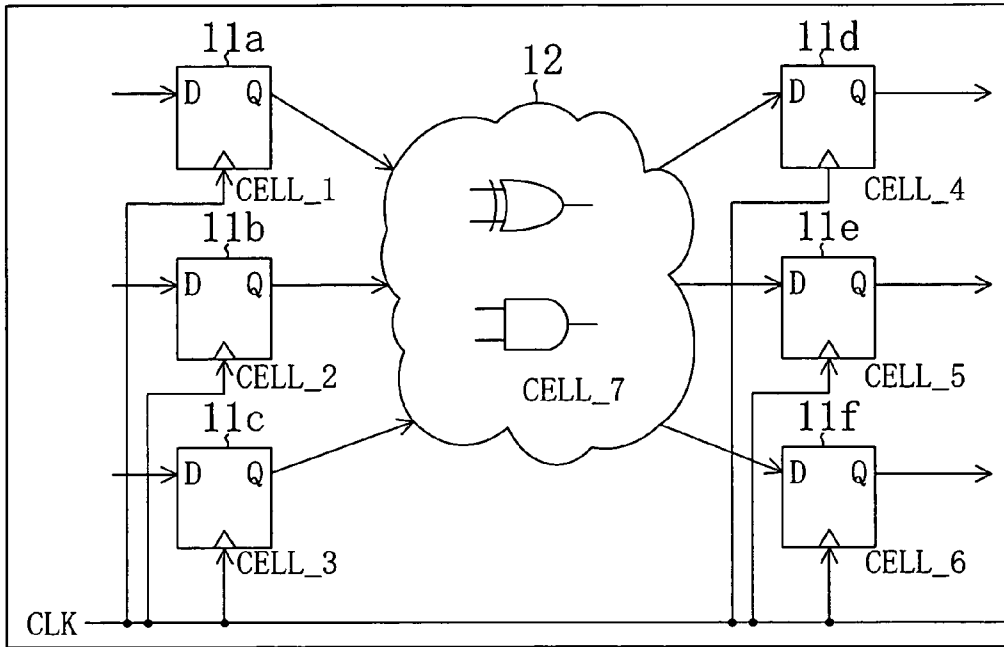 11a
D Q
CELL_1
11b
D Q
CELL_2
11c
D Q
CELL_3
12
CELL_7
11d
D Q
CELL_4
11e
D Q
CELL_5
11f
D Q
CELL_6
CLK